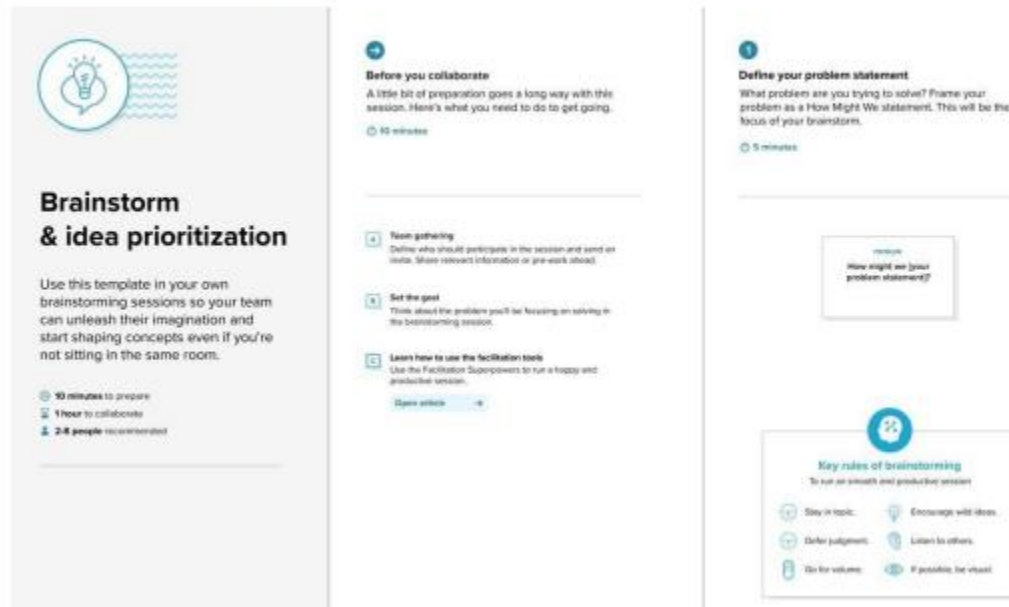 Brainstorm
& idea prioritization
Use this template in your own
brainstorming sessions so your team
can unleash their imagination and
start shaping concepts even if you're
not sitting in the same room.
10 minutes to prepare
1 hour to collaborate
2-8 people recommended
Before you collaborate
A little bit of preparation goes a long way with this
session. Here's what you need to do to get going.
10 minutes
A
Team gathering
Define who should participate in the session and send an
invite. Share relevant information or pre-work ahead.
B
Set the goal
Think about the problem you'll be focusing on solving in
the brainstorming session.
C
Learn how to use the facilitation tools
Use the Facilitation Superpowers to run a happy and
productive session.
Open article
1
Define your problem statement
What problem are you trying to solve? Frame your
problem as a How Might We statement. This will be the
focus of your brainstorm.
5 minutes
PROBLEM
How might we [your
problem statement]?
Key rules of brainstorming
To run an smooth and productive session
Stay in topic.
Encourage wild ideas.
Defer judgment.
Listen to others.
Go for volume.
If possible, be visual.